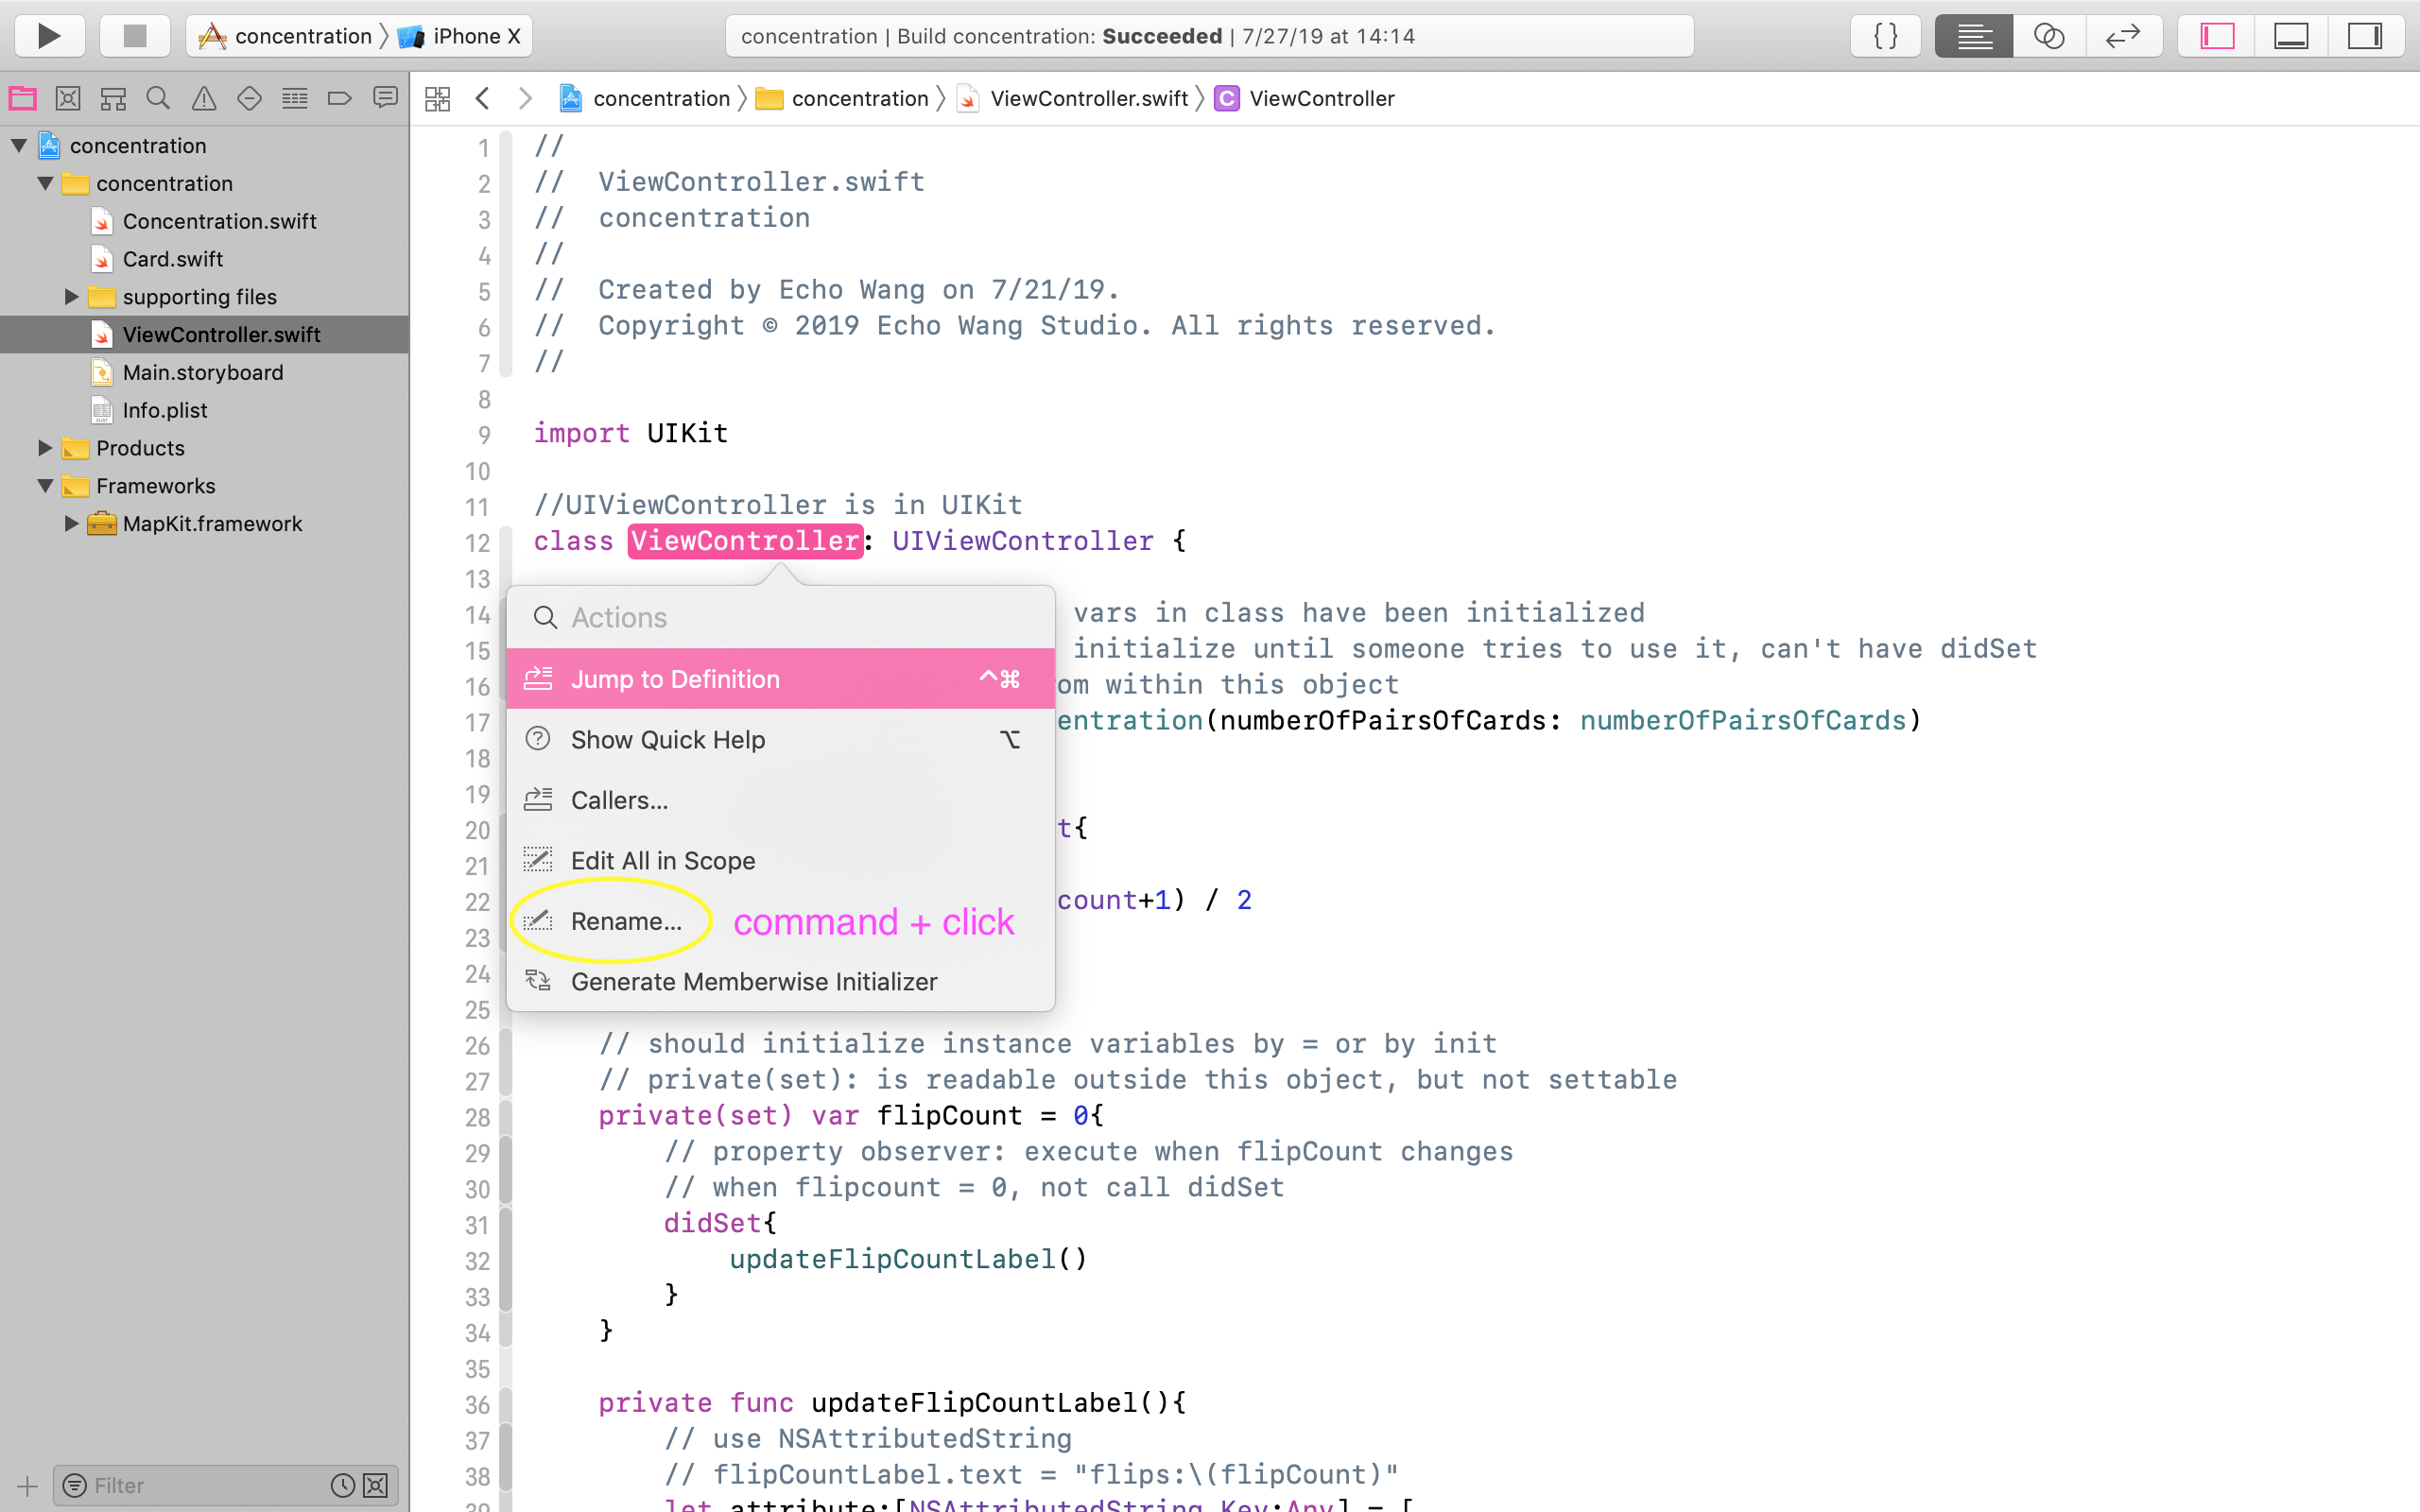 concentration 〉 iPhone X
concentration | Build concentration: Succeeded | 7/27/19 at 14:14
{ }
concentration 〉 concentration 〉 ViewController.swift 〉 C ViewController
concentration
concentration
Concentration.swift
Card.swift
supporting files
ViewController.swift
Main.storyboard
Info.plist
Products
Frameworks
MapKit.framework
Filter
1 //
2 //  ViewController.swift
3 //  concentration
4 //
5 //  Created by Echo Wang on 7/21/19.
6 //  Copyright © 2019 Echo Wang Studio. All rights reserved.
7 //
8
9 import UIKit
10
11 //UIViewController is in UIKit
12 class ViewController: UIViewController {
13
14 vars in class have been initialized
15 initialize until someone tries to use it, can't have didSet
16 om within this object
17 entration(numberOfPairsOfCards: numberOfPairsOfCards)
18
19
20 t{
21
22 count+1) / 2
23
24
25
Actions
Jump to Definition ^⌘
Show Quick Help ⌥
Callers...
Edit All in Scope
Rename... command + click
Generate Memberwise Initializer
26 // should initialize instance variables by = or by init
27 // private(set): is readable outside this object, but not settable
28 private(set) var flipCount = 0{
29 // property observer: execute when flipCount changes
30 // when flipcount = 0, not call didSet
31 didSet{
32 updateFlipCountLabel()
33 }
34 }
35
36 private func updateFlipCountLabel(){
37 // use NSAttributedString
38 // flipCountLabel.text = "flips:\(flipCount)"
39 let attribute:[NSAttributedString.Key:Any] = [